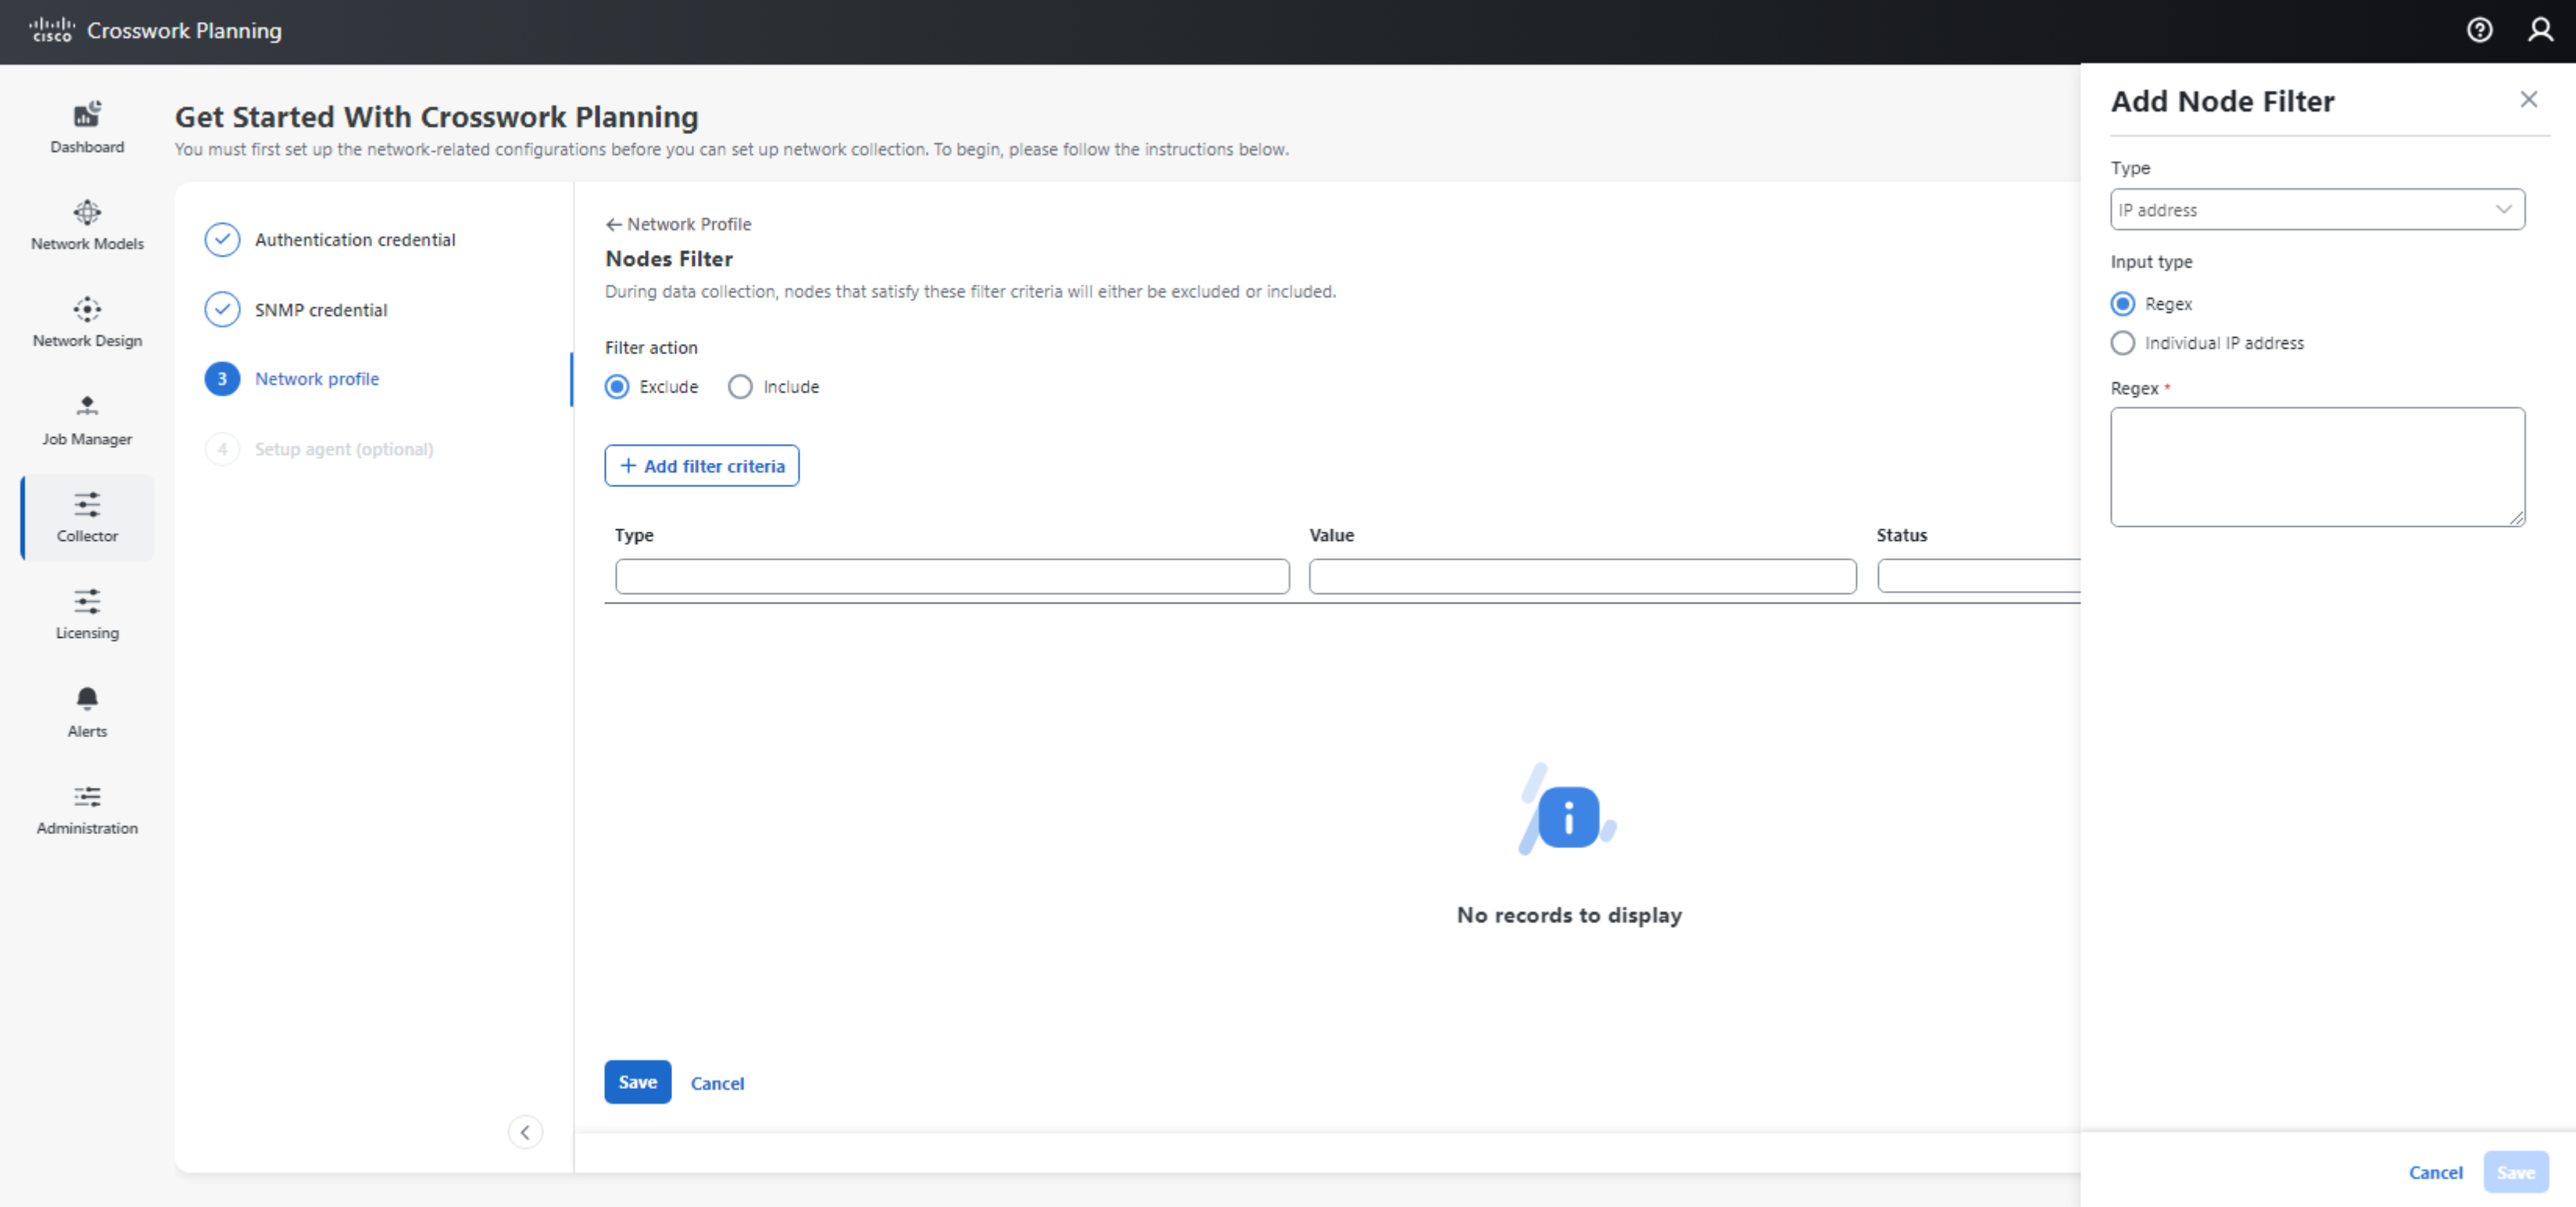 cisco Crosswork Planning
Dashboard
Network Models
Network Design
Job Manager
Collector
Licensing
Alerts
Administration
Get Started With Crosswork Planning
You must first set up the network-related configurations before you can set up network collection. To begin, please follow the instructions below.
Authentication credential
SNMP credential
3 Network profile
4 Setup agent (optional)
← Network Profile
Nodes Filter
During data collection, nodes that satisfy these filter criteria will either be excluded or included.
Filter action
Exclude Include
+ Add filter criteria
Type Value Status
No records to display
Save Cancel
Add Node Filter
Type
IP address
Input type
Regex
Individual IP address
Regex *
Cancel Save